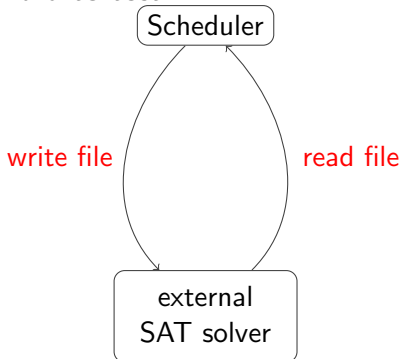 Scheduler
write file
read file
external
SAT solver